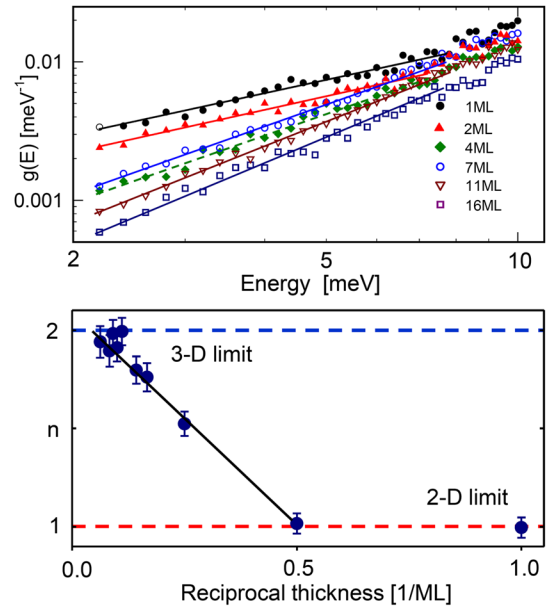 0.01
0.001
g(E) [meV⁻¹]
1ML
2ML
4ML
7ML
11ML
16ML
2
5
10
Energy [meV]
2
n
1
3-D limit
2-D limit
0.0
0.5
1.0
Reciprocal thickness [1/ML]